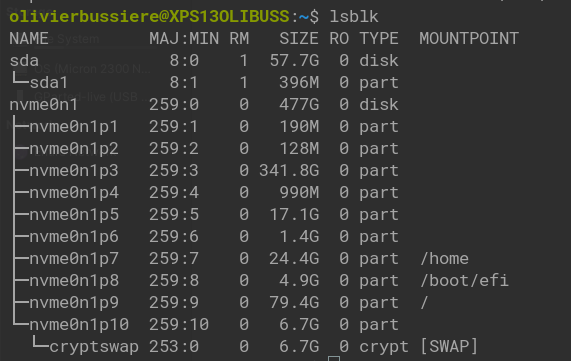 olivierbussiere@XPS13OLIBUSS:~$ lsblk
NAME MAJ:MIN RM SIZE RO TYPE MOUNTPOINT
sda 8:0 1 57.7G 0 disk
└─sda1 8:1 1 396M 0 part
nvme0n1 259:0 0 477G 0 disk
├─nvme0n1p1 259:1 0 190M 0 part
├─nvme0n1p2 259:2 0 128M 0 part
├─nvme0n1p3 259:3 0 341.8G 0 part
├─nvme0n1p4 259:4 0 990M 0 part
├─nvme0n1p5 259:5 0 17.1G 0 part
├─nvme0n1p6 259:6 0 1.4G 0 part
├─nvme0n1p7 259:7 0 24.4G 0 part /home
├─nvme0n1p8 259:8 0 4.9G 0 part /boot/efi
├─nvme0n1p9 259:9 0 79.4G 0 part /
└─nvme0n1p10 259:10 0 6.7G 0 part
└─cryptswap 253:0 0 6.7G 0 crypt [SWAP]